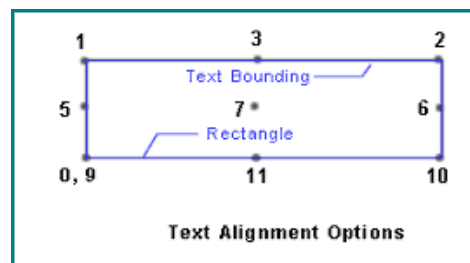 1 3 2
Text Bounding
5 7 6
Rectangle
0, 9 11 10
Text Alignment Options